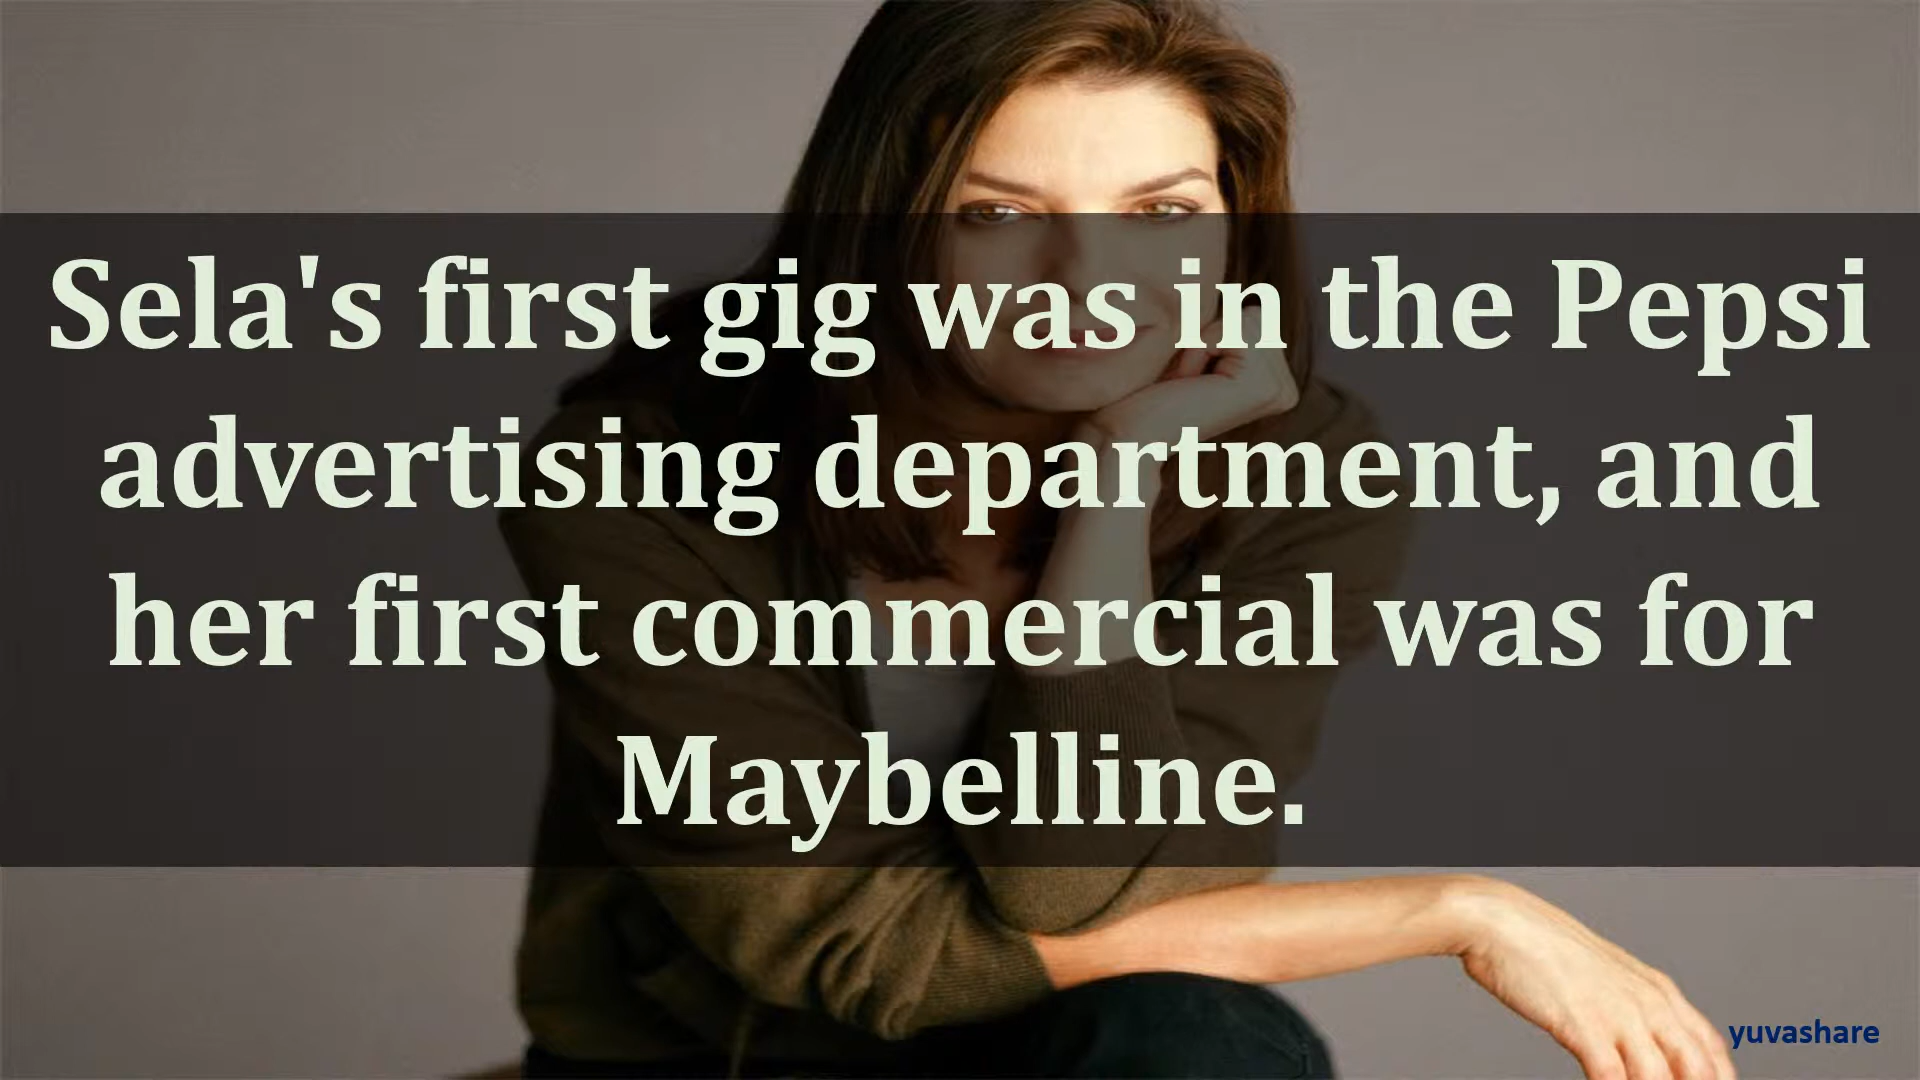 Sela's first gig was in the Pepsi
advertising department, and
her first commercial was for
Maybelline.
yuvashare